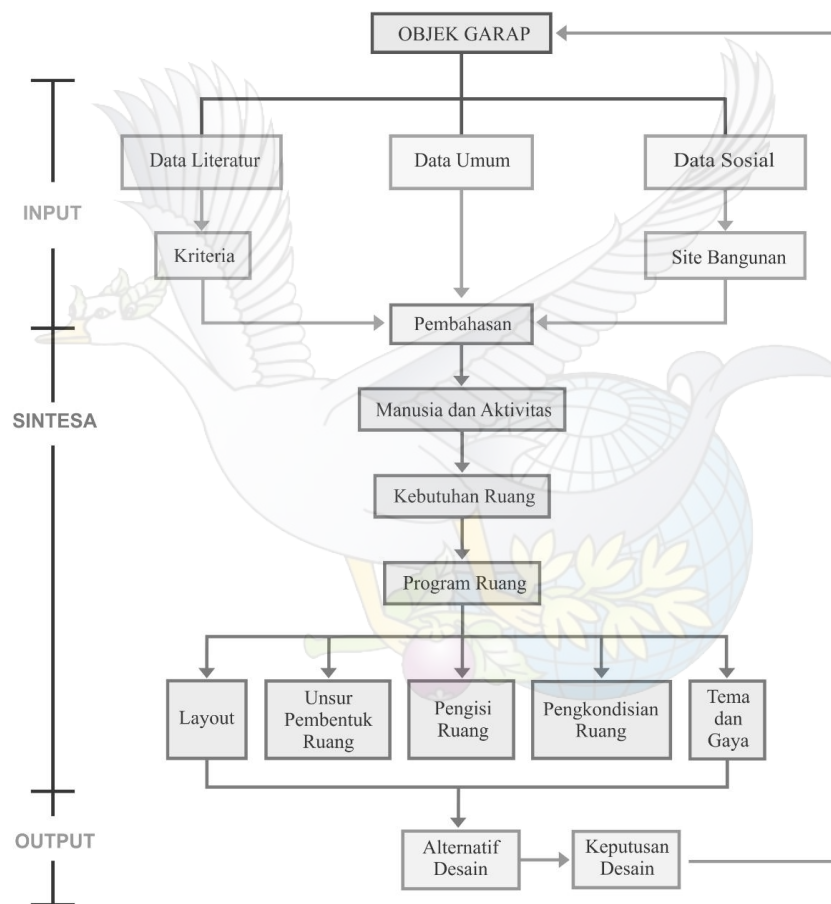 OBJEK GARAP
Data Literatur
Data Umum
Data Sosial
INPUT
Kriteria
Site Bangunan
Pembahasan
SINTESA
Manusia dan Aktivitas
Kebutuhan Ruang
Program Ruang
Layout
Unsur
Pembentuk
Ruang
Pengisi
Ruang
Pengkondisian
Ruang
Tema
dan
Gaya
OUTPUT
Alternatif
Desain
Keputusan
Desain